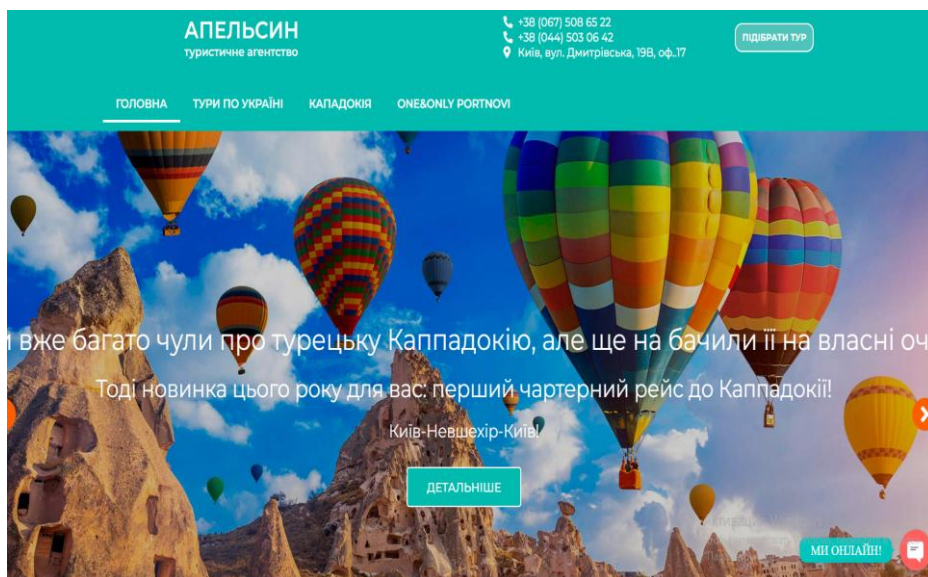 АПЕЛЬСИН
туристичне агентство
+38 (067) 508 65 22
+38 (044) 503 06 42
Київ, вул. Дмитрівська, 19В, оф..17
ПІДІБРАТИ ТУР
ГОЛОВНА ТУРИ ПО УКРАЇНІ КАПАДОКІЯ ONE&ONLY PORTNOVI
вже багато чули про турецьку Каппадокію, але ще на бачили її на власні оч
Тоді новинка цього року для вас: перший чартерний рейс до Каппадокії!
Київ-Невшехір-Київ!
ДЕТАЛЬНІШЕ
МИ ОНЛАЙН!